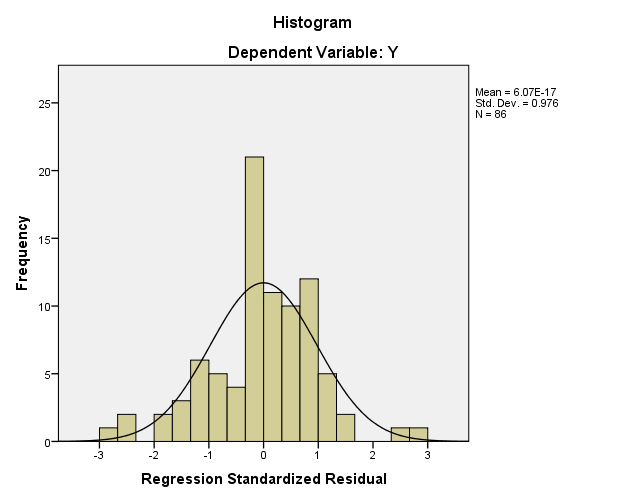 Histogram
Dependent Variable: Y
Mean = 6.07E-17
Std. Dev. = 0.976
N = 86
Frequency
25
20
15
10
5
0
-3 -2 -1 0 1 2 3
Regression Standardized Residual